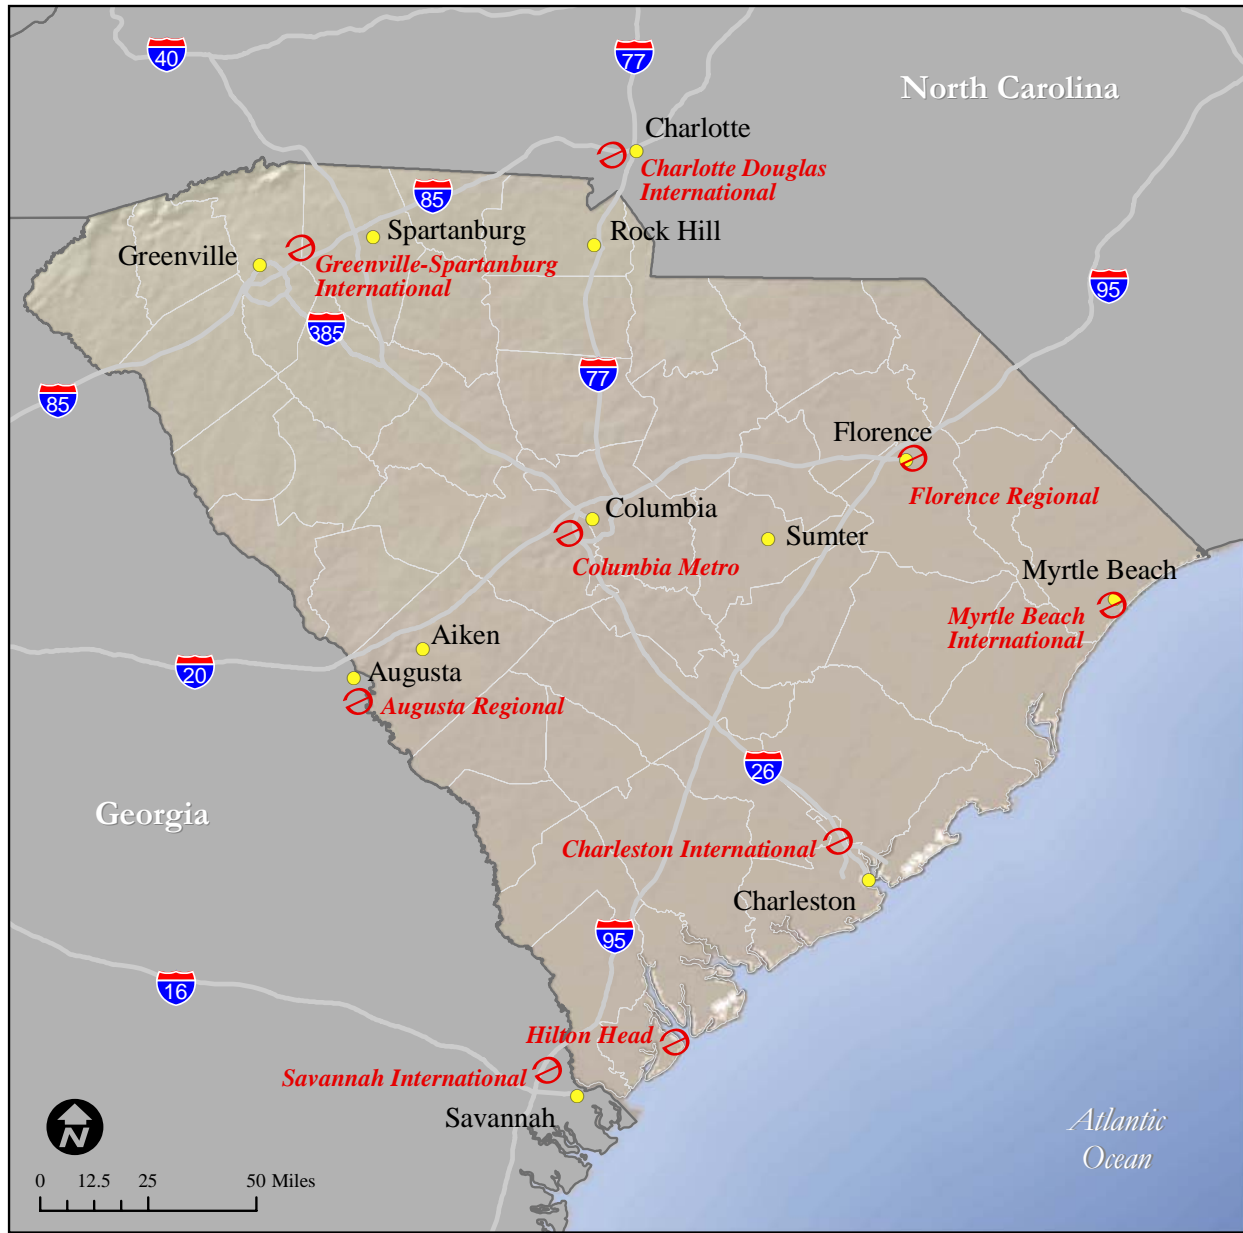 40
77
North Carolina
Charlotte
Charlotte Douglas
International
85
Spartanburg
Rock Hill
Greenville
Greenville-Spartanburg
International
95
385
77
85
Florence
Florence Regional
Columbia
Sumter
Columbia Metro
Myrtle Beach
Myrtle Beach
International
Aiken
20
Augusta
Augusta Regional
26
Georgia
Charleston International
Charleston
95
16
Hilton Head
Savannah International
Savannah
N
Atlantic
Ocean
0 12.5 25 50 Miles